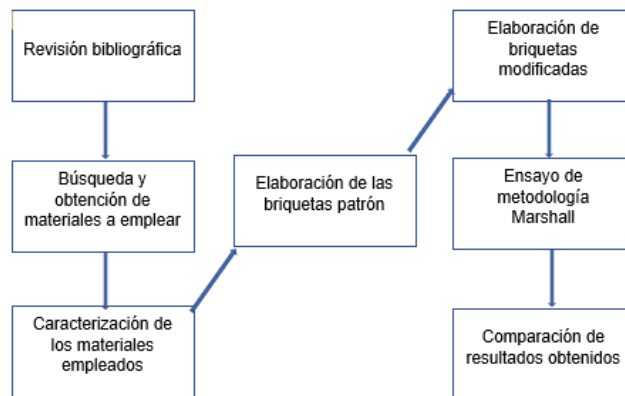 Revisión bibliográfica
Búsqueda y
obtención de
materiales a emplear
Caracterización de
los materiales
empleados
Elaboración de las
briquetas patrón
Elaboración de
briquetas
modificadas
Ensayo de
metodología
Marshall
Comparación de
resultados obtenidos